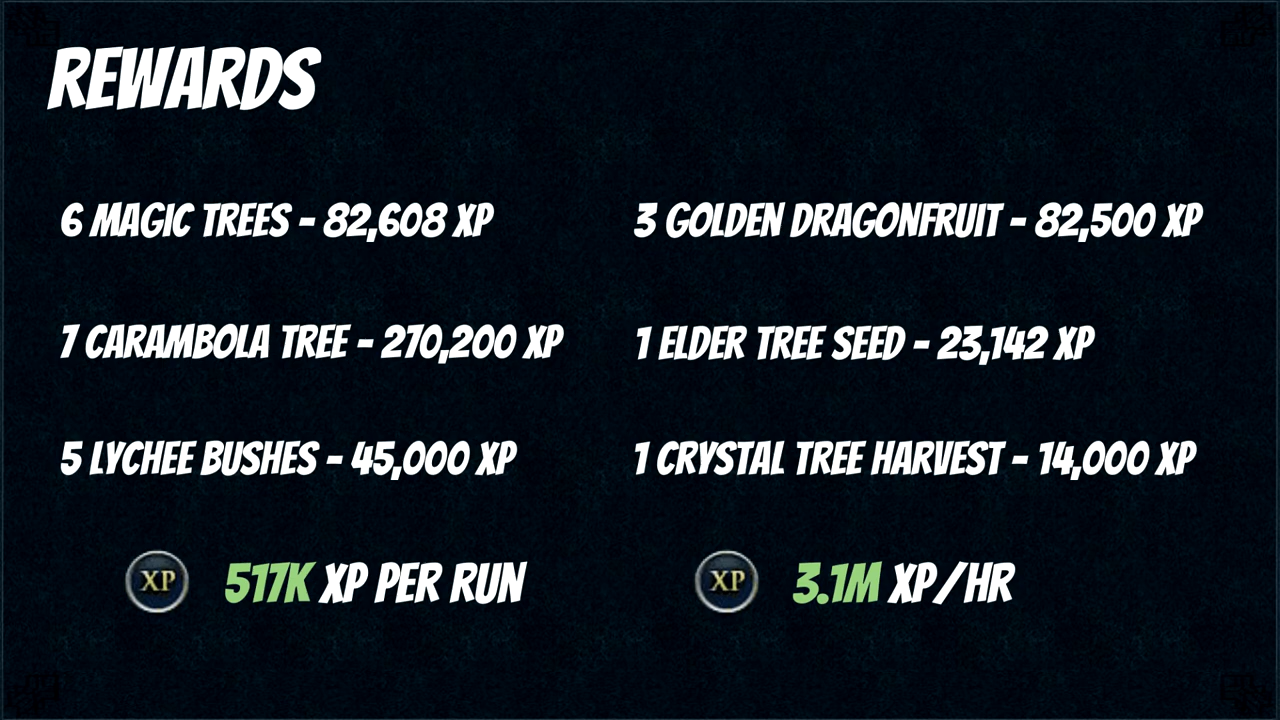 REWARDS
6 MAGIC TREES - 82,608 XP
3 GOLDEN DRAGONFRUIT - 82,500 XP
7 CARAMBOLA TREE - 270,200 XP
1 ELDER TREE SEED - 23,142 XP
5 LYCHEE BUSHES - 45,000 XP
1 CRYSTAL TREE HARVEST - 14,000 XP
XP 517K XP PER RUN
XP 3.1M XP/HR